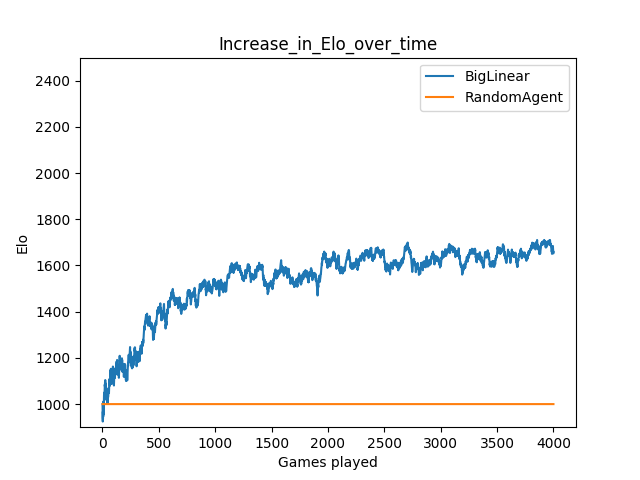 Increase_in_Elo_over_time
BigLinear
RandomAgent
2400
2200
2000
1800
1600
1400
1200
1000
Elo
0 500 1000 1500 2000 2500 3000 3500 4000
Games played